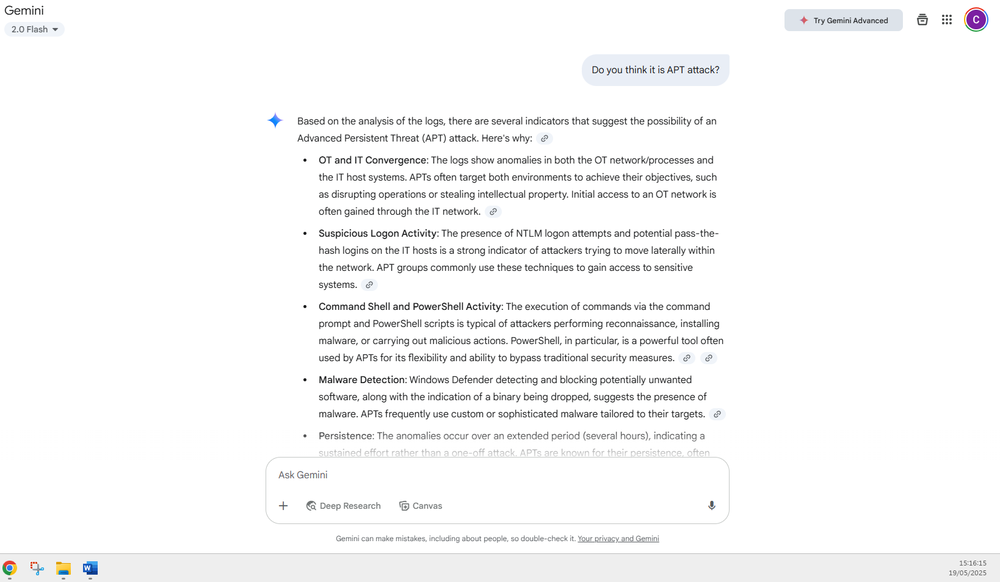 Gemini
2.0 Flash
Try Gemini Advanced
C
Do you think it is APT attack?
Based on the analysis of the logs, there are several indicators that suggest the possibility of an
Advanced Persistent Threat (APT) attack. Here's why:
• OT and IT Convergence: The logs show anomalies in both the OT network/processes and
the IT host systems. APTs often target both environments to achieve their objectives, such
as disrupting operations or stealing intellectual property. Initial access to an OT network is
often gained through the IT network.
• Suspicious Logon Activity: The presence of NTLM logon attempts and potential pass-the-
hash logins on the IT hosts is a strong indicator of attackers trying to move laterally within
the network. APT groups commonly use these techniques to gain access to sensitive
systems.
• Command Shell and PowerShell Activity: The execution of commands via the command
prompt and PowerShell scripts is typical of attackers performing reconnaissance, installing
malware, or carrying out malicious actions. PowerShell, in particular, is a powerful tool often
used by APTs for its flexibility and ability to bypass traditional security measures.
• Malware Detection: Windows Defender detecting and blocking potentially unwanted
software, along with the indication of a binary being dropped, suggests the presence of
malware. APTs frequently use custom or sophisticated malware tailored to their targets.
• Persistence: The anomalies occur over an extended period (several hours), indicating a
sustained effort rather than a one-off attack. APTs are known for their persistence, often
Ask Gemini
Deep Research
Canvas
Gemini can make mistakes, including about people, so double-check it. Your privacy and Gemini
W
15:16:15
19/05/2025